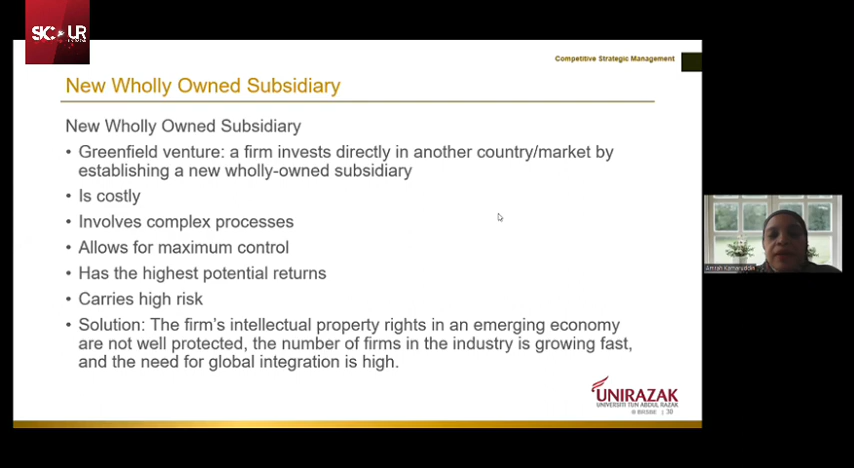 Competitive Strategic Management
New Wholly Owned Subsidiary
New Wholly Owned Subsidiary
• Greenfield venture: a firm invests directly in another country/market by
establishing a new wholly-owned subsidiary
• Is costly
• Involves complex processes
• Allows for maximum control
• Has the highest potential returns
• Carries high risk
• Solution: The firm's intellectual property rights in an emerging economy
are not well protected, the number of firms in the industry is growing fast,
and the need for global integration is high.
UNIRAZAK
UNIVERSITI TUN ABDUL RAZAK
| 30
Kamaruddin